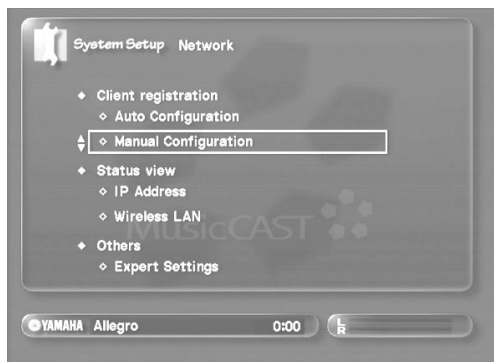 System Setup Network
Client registration
Auto Configuration
Manual Configuration
Status view
IP Address
Wireless LAN
MusicCAST
Others
Expert Settings
YAMAHA Allegro 0:00 L
R